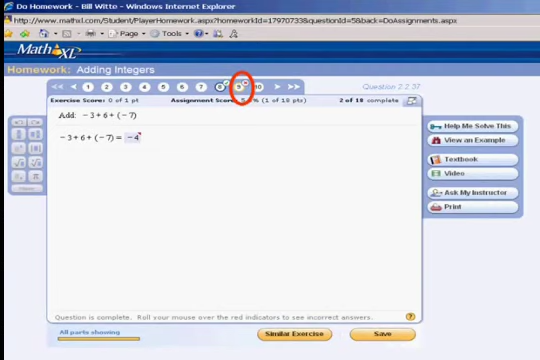 Do Homework - Bill Witto - Windows Internet Explorer
http://www.mathxl.com/Student/PlayerHomework.aspx?homeworkId=17970733&questionId=5&back=DoAssignments.aspx
Page Tools
Math XL
Homework: Adding Integers
1 2 3 4 5 6 7 8 9 10 Question 2.2.37
Exercise Score: 0 of 1 pt Assignment Score: (1 of 18 pts) 2 of 18 complete
Add: −3 + 6 + (−7)
−3 + 6 + (−7) = −4
Help Me Solve This
View an Example
Textbook
Video
Ask My Instructor
Print
Question is complete. Roll your mouse over the red indicators to see incorrect answers.
All parts showing
Similar Exercise
Save